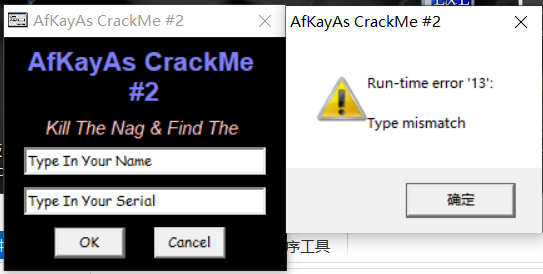 AfKayAs CrackMe #2
AfKayAs CrackMe
#2
Kill The Nag & Find The
Type In Your Name
Type In Your Serial
OK
Cancel
AfKayAs CrackMe #2
Run-time error '13':
Type mismatch
确定
序工具